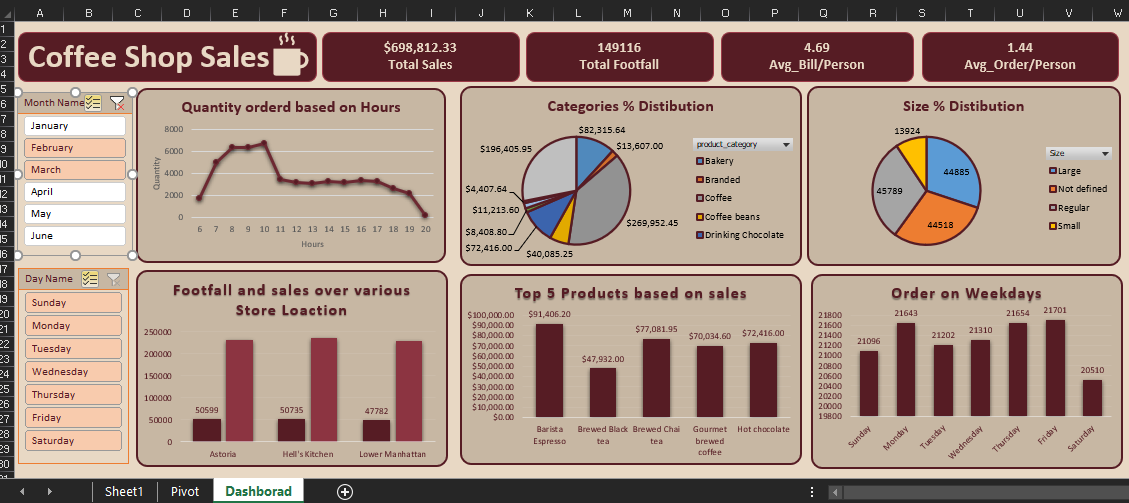 A B C D E F G H I J K L M N O P Q R S T U V W
Coffee Shop Sales
$698,812.33
Total Sales
149116
Total Footfall
4.69
Avg_Bill/Person
1.44
Avg_Order/Person
Month Name
January
February
March
April
May
June
Day Name
Sunday
Monday
Tuesday
Wednesday
Thursday
Friday
Saturday
Quantity orderd based on Hours
Quantity
8000
6000
4000
2000
0
6 7 8 9 10 11 12 13 14 15 16 17 18 19 20
Hours
Categories % Distibution
$82,315.64
$13,607.00
$196,405.95
$4,407.64
$11,213.60
$8,408.80
$72,416.00
$40,085.25
$269,952.45
product_category
Bakery
Branded
Coffee
Coffee beans
Drinking Chocolate
Size % Distibution
13924
44885
45789
44518
Size
Large
Not defined
Regular
Small
Footfall and sales over various
Store Loaction
250000
200000
150000
100000
50000
0
50599 50735 47782
Astoria Hell's Kitchen Lower Manhattan
Top 5 Products based on sales
$100,000.00
$90,000.00
$80,000.00
$70,000.00
$60,000.00
$50,000.00
$40,000.00
$30,000.00
$20,000.00
$10,000.00
$0.00
$91,406.20
$47,932.00
$77,081.95
$70,034.60
$72,416.00
Barista Espresso
Brewed Black tea
Brewed Chai tea
Gourmet brewed coffee
Hot chocolate
Order on Weekdays
21800
21600
21400
21200
21000
20800
20600
20400
20200
20000
19800
21096
21643
21202
21310
21654
21701
20510
Sunday
Monday
Tuesday
Wednesday
Thursday
Friday
Saturday
Sheet1 Pivot Dashborad